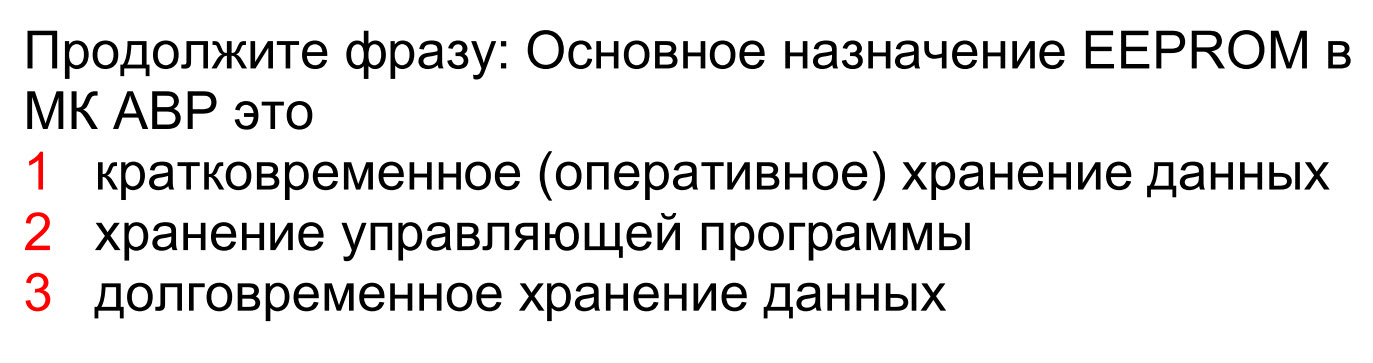 Продолжите фразу: Основное назначение EEPROM в
МК АВР это
1 кратковременное (оперативное) хранение данных
2 хранение управляющей программы
3 долговременное хранение данных